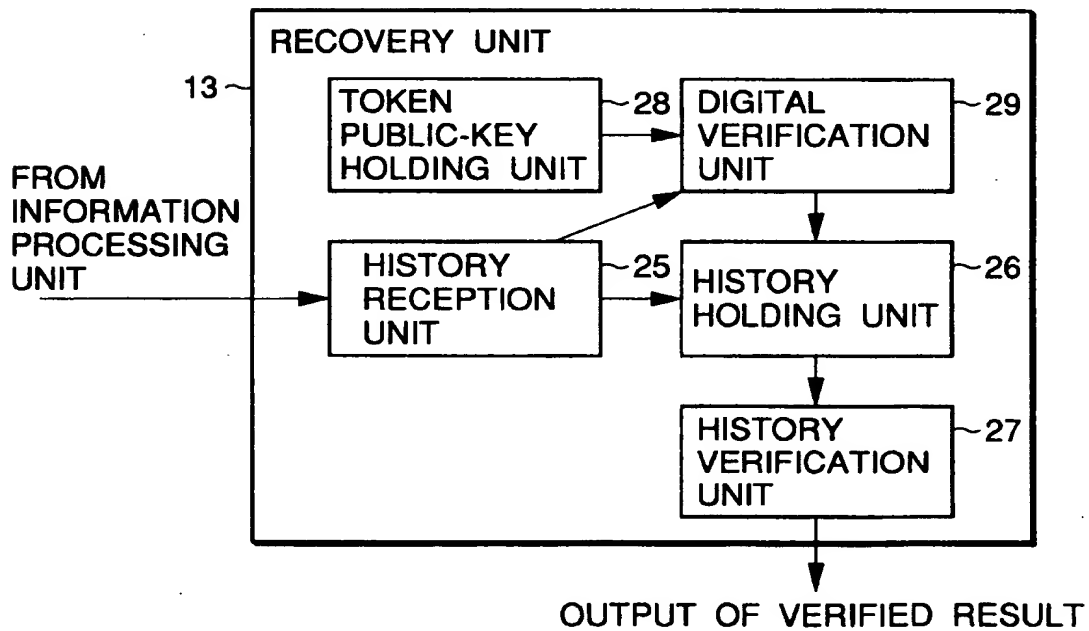 RECOVERY UNIT
13
TOKEN
PUBLIC-KEY
HOLDING UNIT
28
DIGITAL
VERIFICATION
UNIT
29
FROM
INFORMATION
PROCESSING
UNIT
HISTORY
RECEPTION
UNIT
25
HISTORY
HOLDING UNIT
26
HISTORY
VERIFICATION
UNIT
27
OUTPUT OF VERIFIED RESULT